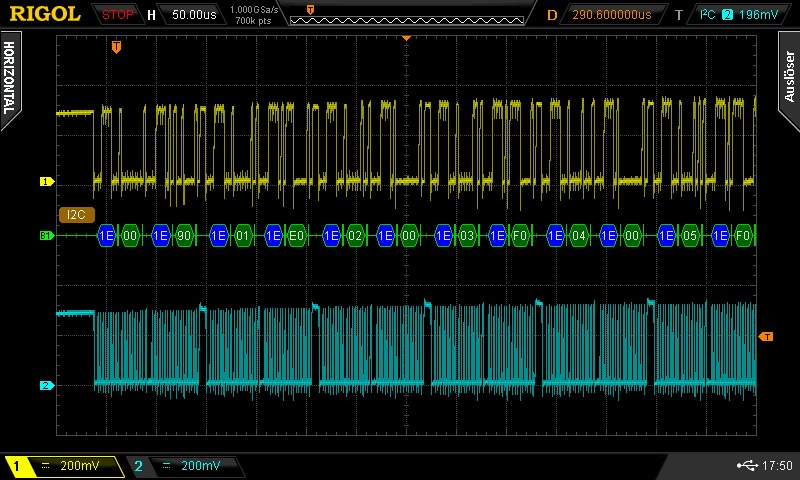 RIGOL STOP H 50.00us 1.000GSa/s 700k pts T D 290.600000us T I²C 2 196mV
T
HORIZONTAL
Auslöser
1
I2C
B1 1E 00 1E 90 1E 01 1E E0 1E 02 1E 00 1E 03 1E F0 1E 04 1E 00 1E 05 1E F0
T
2
1 200mV 2 200mV 17:50